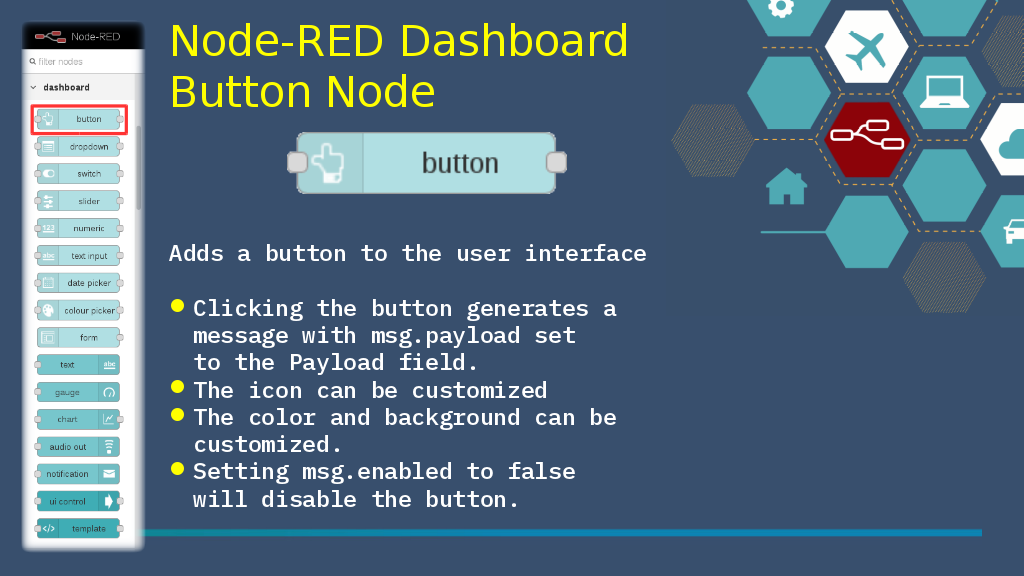 Node-RED
filter nodes
dashboard
button
dropdown
switch
slider
123
numeric
abc
text input
date picker
colour picker
form
text
abc
gauge
chart
audio out
notification
ui control
</>
template
Node-RED Dashboard
Button Node
button
Adds a button to the user interface
Clicking the button generates a
message with msg.payload set
to the Payload field.
The icon can be customized
The color and background can be
customized.
Setting msg.enabled to false
will disable the button.